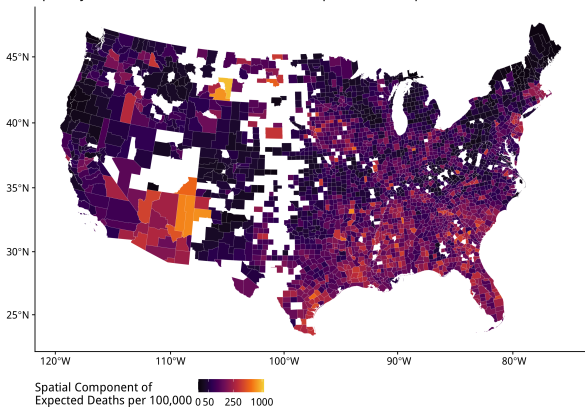 45°N
40°N
35°N
30°N
25°N
120°W 110°W 100°W 90°W 80°W
Spatial Component of
Expected Deaths per 100,000 0 50 250 1000